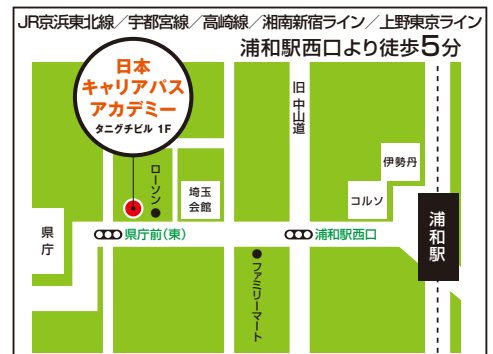 JR京浜東北線／宇都宮線／高崎線／湘南新宿ライン／上野東京ライン
浦和駅西口より徒歩5分
日本
キャリアパス
アカデミー
タニグチビル 1F
旧中山道
伊勢丹
ローソン
埼玉
会館
コルソ
県庁
浦和駅
県庁前(東)
浦和駅西口
ファミリーマート